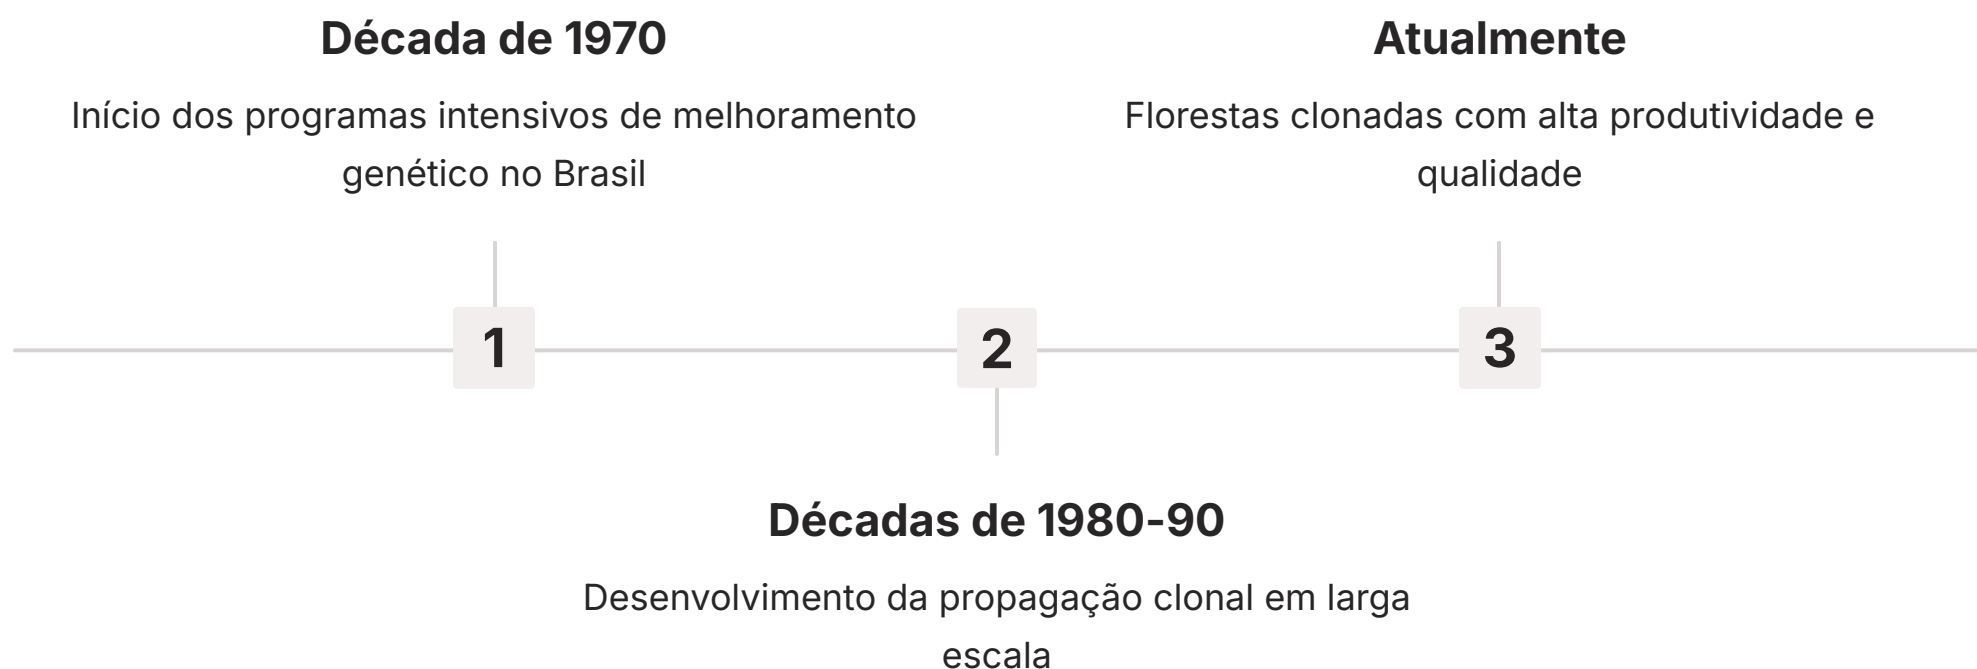 Década de 1970
Início dos programas intensivos de melhoramento
genético no Brasil
Atualmente
Florestas clonadas com alta produtividade e
qualidade
1
2
3
Décadas de 1980-90
Desenvolvimento da propagação clonal em larga
escala